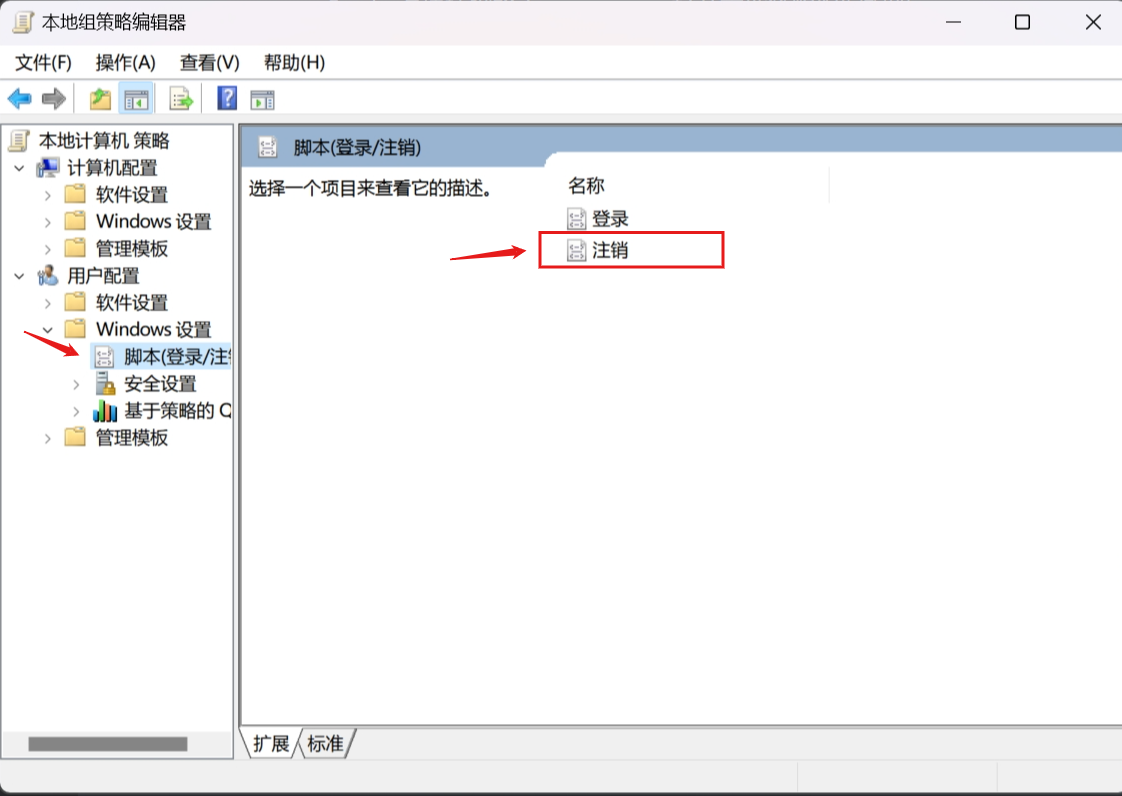 本地组策略编辑器
文件(F) 操作(A) 查看(V) 帮助(H)
本地计算机 策略
计算机配置
软件设置
Windows 设置
管理模板
用户配置
软件设置
Windows 设置
脚本(登录/注
安全设置
基于策略的 Q
管理模板
脚本(登录/注销)
选择一个项目来查看它的描述。
名称
登录
注销
扩展 标准